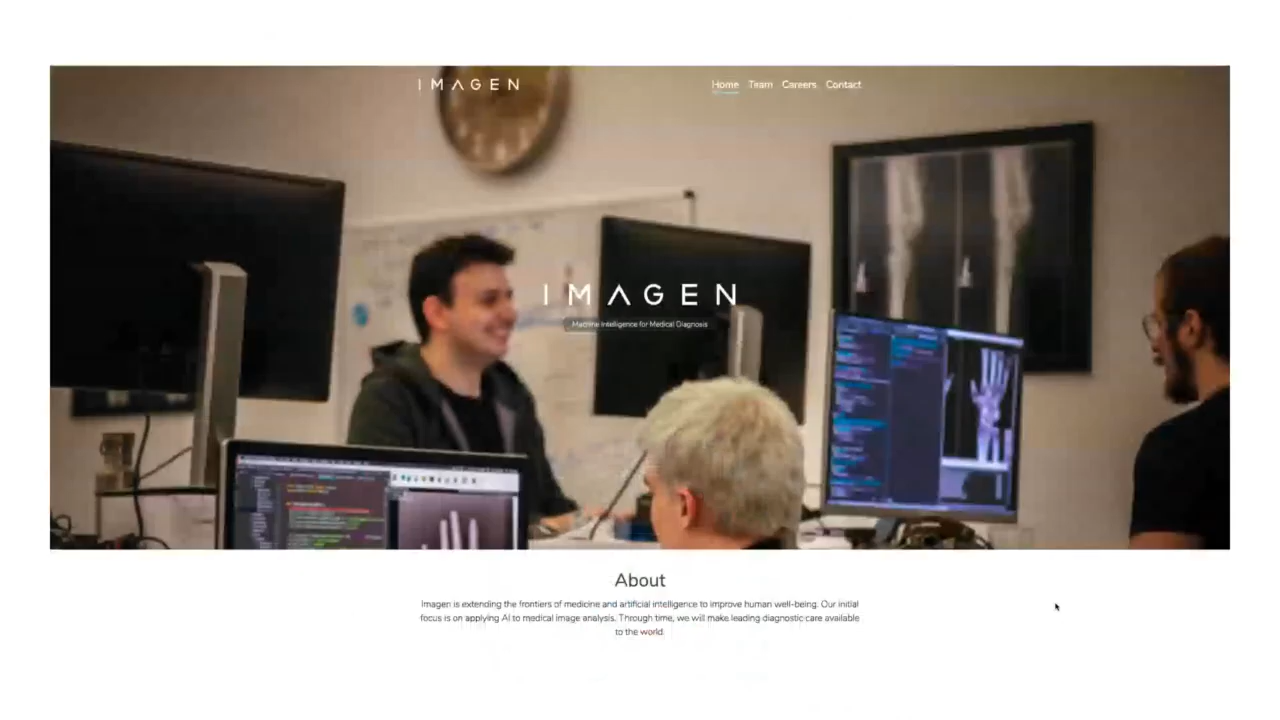 IMAGEN
Home Team Careers Contact
IMAGEN
Machine Intelligence for Medical Diagnosis
About
Imagen is extending the frontiers of medicine and artificial intelligence to improve human well-being. Our initial
focus is on applying AI to medical image analysis. Through time, we will make leading diagnostic care available
to the world.